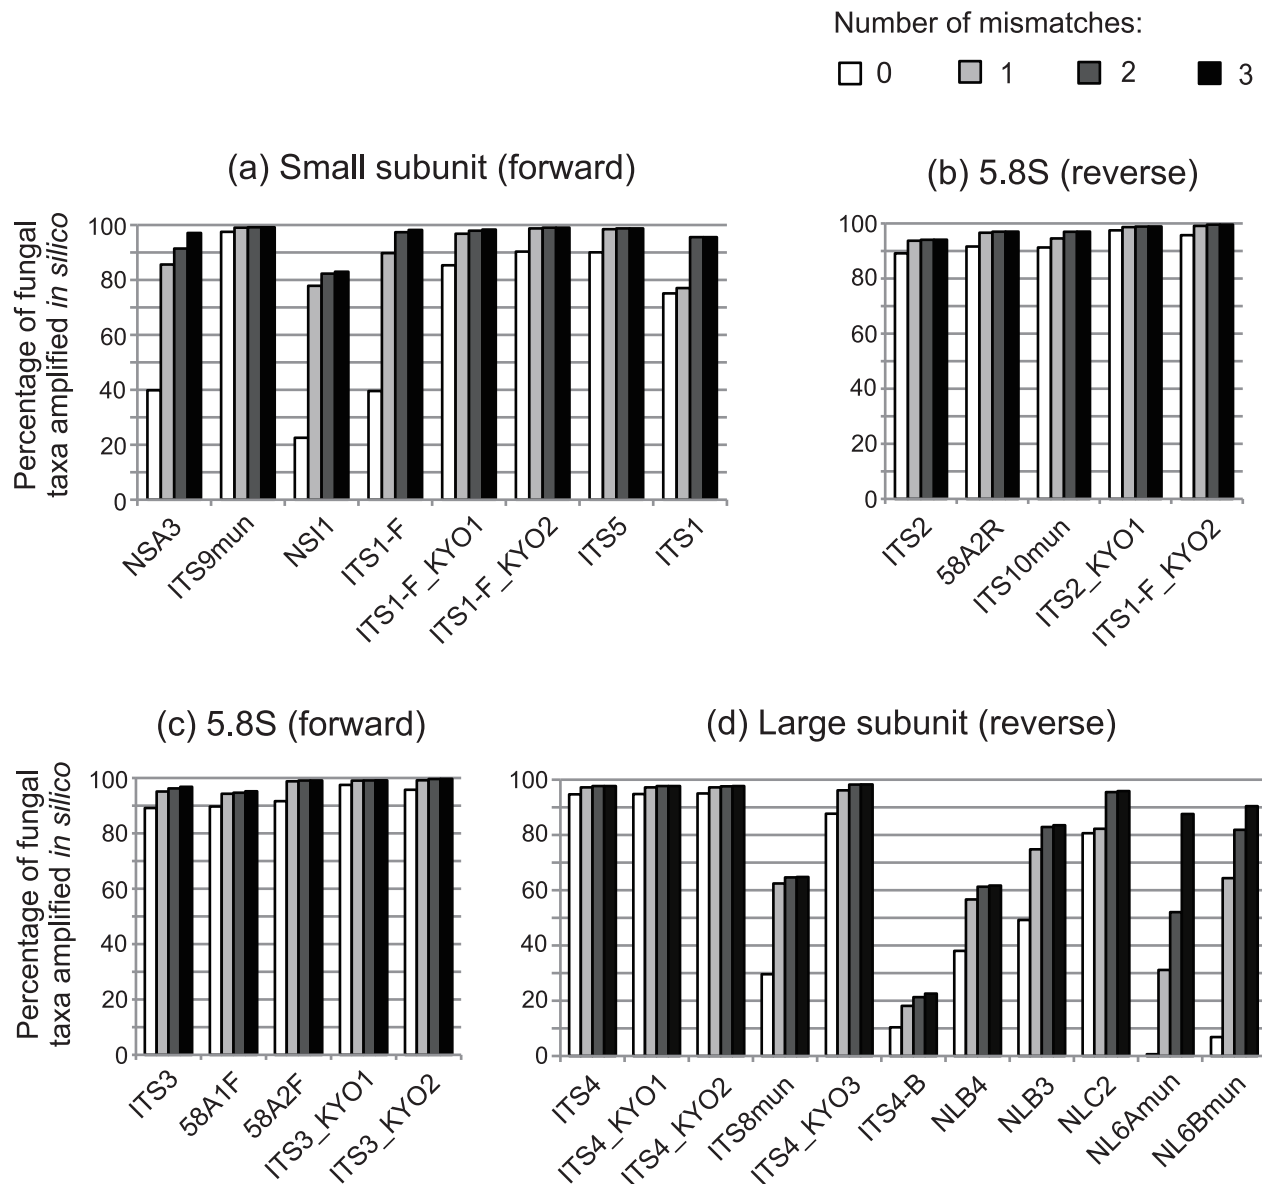 Number of mismatches:
0 1 2 3
(a) Small subunit (forward)
Percentage of fungal
taxa amplified in silico
100
80
60
40
20
0
NSA3
ITS9mun
NSI1
ITS1-F
ITS1-F_KYO1
ITS1-F_KYO2
ITS5
ITS1
(b) 5.8S (reverse)
100
80
60
40
20
0
ITS2
58A2R
ITS10mun
ITS2_KYO1
ITS1-F_KYO2
(c) 5.8S (forward)
Percentage of fungal
taxa amplified in silico
100
80
60
40
20
0
ITS3
58A1F
58A2F
ITS3_KYO1
ITS3_KYO2
(d) Large subunit (reverse)
100
80
60
40
20
0
ITS4
ITS4_KYO1
ITS4_KYO2
ITS8mun
ITS4_KYO3
ITS4-B
NLB4
NLB3
NLC2
NL6Amun
NL6Bmun